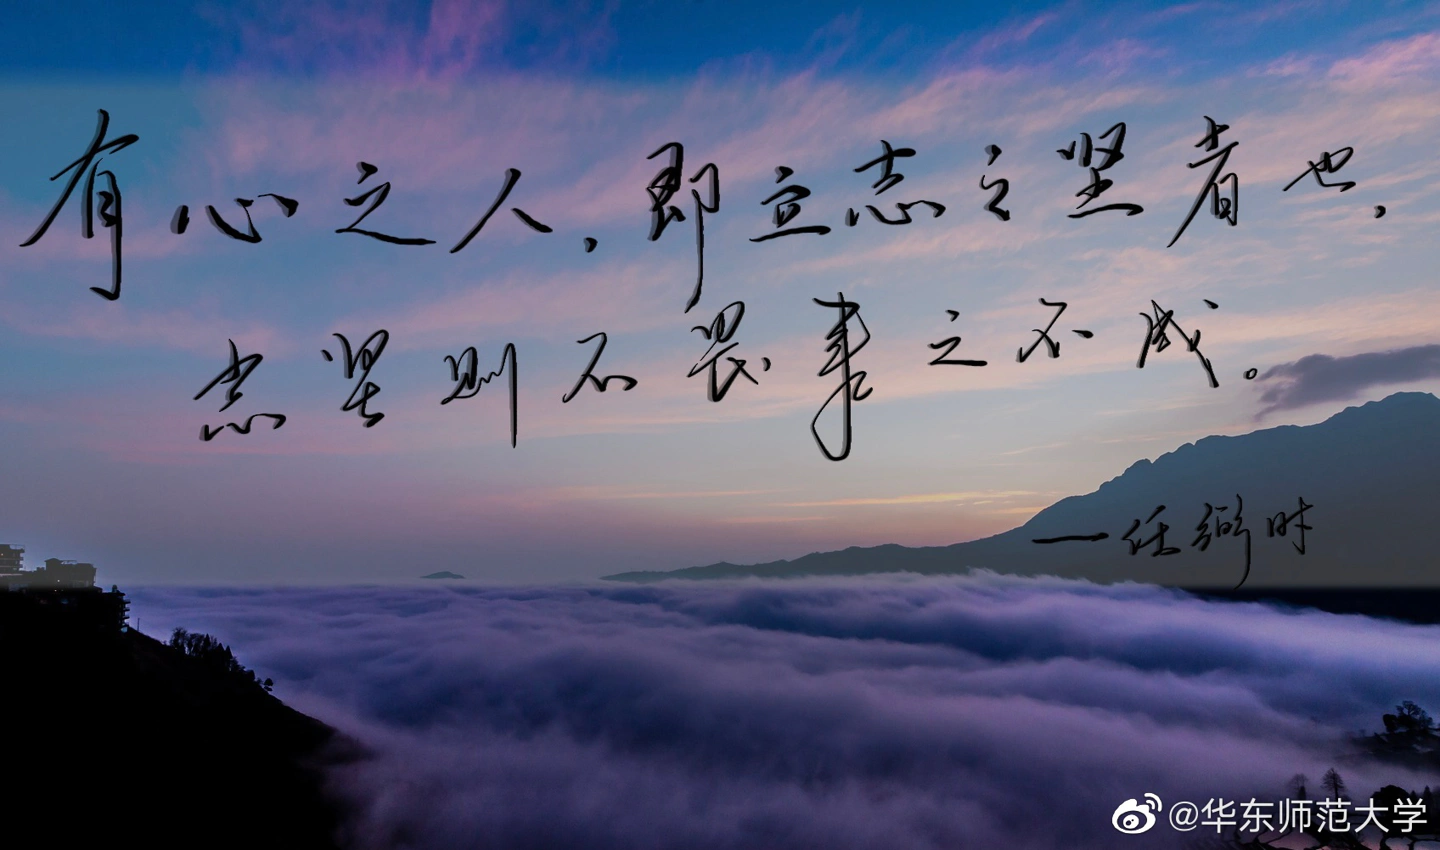 有心之人，即立志之坚者也，
志坚则不畏事之不成。
—任弼时
@华东师范大学